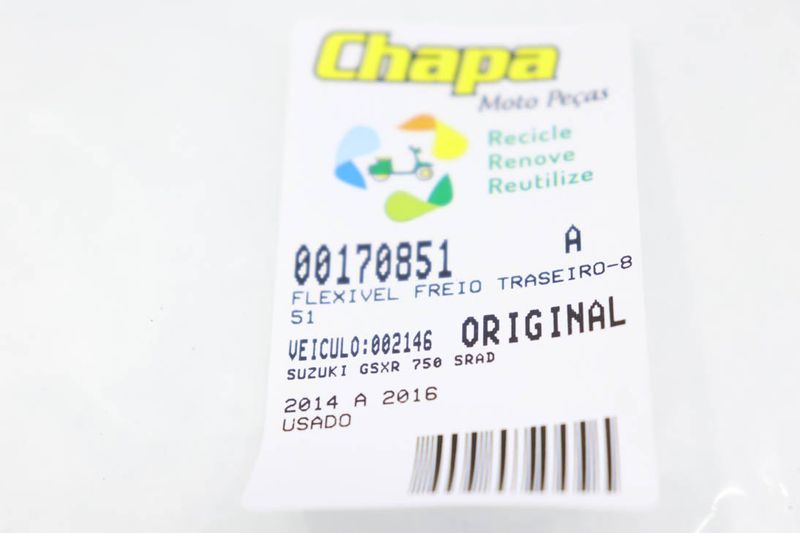 Chapa
Moto Peças
Recicle
Renove
Reutilize
00170851 A
FLEXIVEL FREIO TRASEIRO-8
51
VEICULO:002146 ORIGINAL
SUZUKI GSXR 750 SRAD
2014 A 2016
USADO